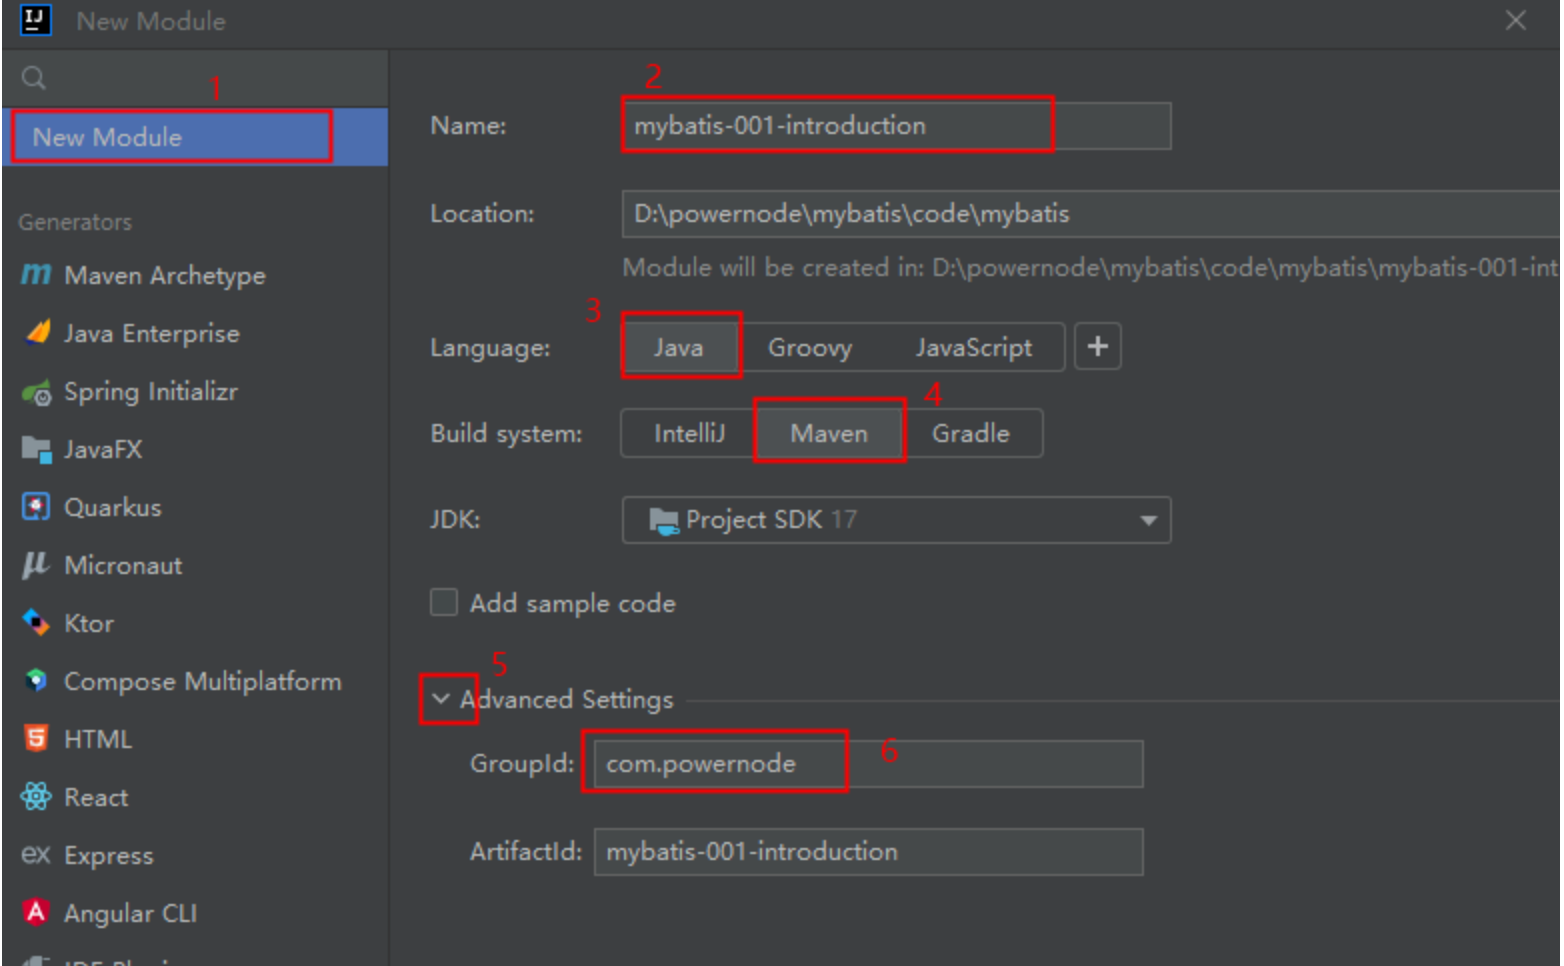 New Module
1
New Module
Generators
Maven Archetype
Java Enterprise
Spring Initializr
JavaFX
Quarkus
Micronaut
Ktor
Compose Multiplatform
HTML
React
Express
Angular CLI
2
Name: mybatis-001-introduction
Location: D:\powernode\mybatis\code\mybatis
Module will be created in: D:\powernode\mybatis\code\mybatis\mybatis-001-int
3
Language: Java Groovy JavaScript +
4
Build system: IntelliJ Maven Gradle
JDK: Project SDK 17
Add sample code
5
Advanced Settings
GroupId: com.powernode 6
ArtifactId: mybatis-001-introduction